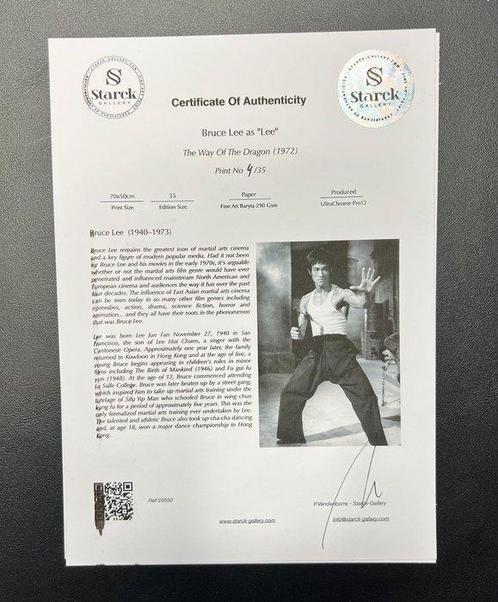 Starck
GALLERY
Certificate Of Authenticity
Starck
GALLERY
Bruce Lee as "Lee"
The Way Of The Dragon (1972)
Print No 4/35
70x50cm
Print Size
35
Edition Size
Paper
Fine Art Baryta 290 Gsm
Produced
UltraChrome Pro12
Bruce Lee (1940–1973)
Bruce Lee remains the greatest icon of martial arts cinema
and a key figure of modern popular media. Had it not been
for Bruce Lee and his movies in the early 1970s, it's arguable
whether or not the martial arts film genre would have ever
penetrated and influenced mainstream North American and
European cinema and audiences the way it has over the past
four decades. The influence of East Asian martial arts cinema
can be seen today in so many other film genres including
comedies, action, drama, science fiction, horror and
animation... and they all have their roots in the phenomenon
that was Bruce Lee.
Lee was born Lee Jun Fan November 27, 1940 in San
Francisco, the son of Lee Hoi Chuen, a singer with the
Cantonese Opera. Approximately one year later, the family
returned to Kowloon in Hong Kong and at the age of five, a
young Bruce begins appearing in children's roles in minor
films including The Birth of Mankind (1946) and Fu gui fu
yun (1948). At the age of 12, Bruce commenced attending
La Salle College. Bruce was later beaten up by a street gang,
which inspired him to take up martial arts training under the
tutelage of Sifu Yip Man who schooled Bruce in wing chun
kung fu for a period of approximately five years. This was the
only formalized martial arts training ever undertaken by Lee.
The talented and athletic Bruce also took up cha-cha dancing
and, at age 18, won a major dance championship in Hong
Kong.
Ref:20550
P.Vandenborre - Starck-Gallery
www.starck-gallery.com
info@starck-gallery.com